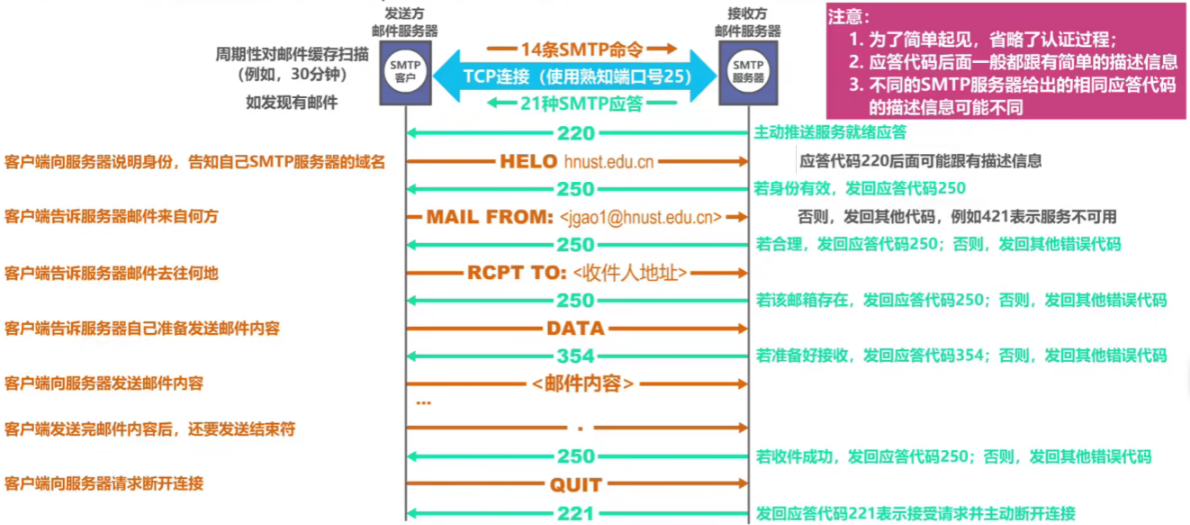 发送方
邮件服务器
接收方
邮件服务器
注意：
1. 为了简单起见，省略了认证过程；
2. 应答代码后面一般都跟有简单的描述信息
3. 不同的SMTP服务器给出的相同应答代码
的描述信息可能不同
周期性对邮件缓存扫描
（例如，30分钟）
如发现有邮件
SMTP
客户
14条SMTP命令
TCP连接（使用熟知端口号25）
21种SMTP应答
SMTP
服务器
220
主动推送服务就绪应答
客户端向服务器说明身份，告知自己SMTP服务器的域名
HELO hnust.edu.cn
应答代码220后面可能跟有描述信息
250
若身份有效，发回应答代码250
客户端告诉服务器邮件来自何方
MAIL FROM: <jgao1@hnust.edu.cn>
否则，发回其他代码，例如421表示服务不可用
250
若合理，发回应答代码250；否则，发回其他错误代码
客户端告诉服务器邮件去往何地
RCPT TO: <收件人地址>
250
若该邮箱存在，发回应答代码250；否则，发回其他错误代码
客户端告诉服务器自己准备发送邮件内容
DATA
354
若准备好接收，发回应答代码354；否则，发回其他错误代码
客户端向服务器发送邮件内容
<邮件内容>
...
客户端发送完邮件内容后，还要发送结束符
.
250
若收件成功，发回应答代码250；否则，发回其他错误代码
客户端向服务器请求断开连接
QUIT
221
发回应答代码221表示接受请求并主动断开连接